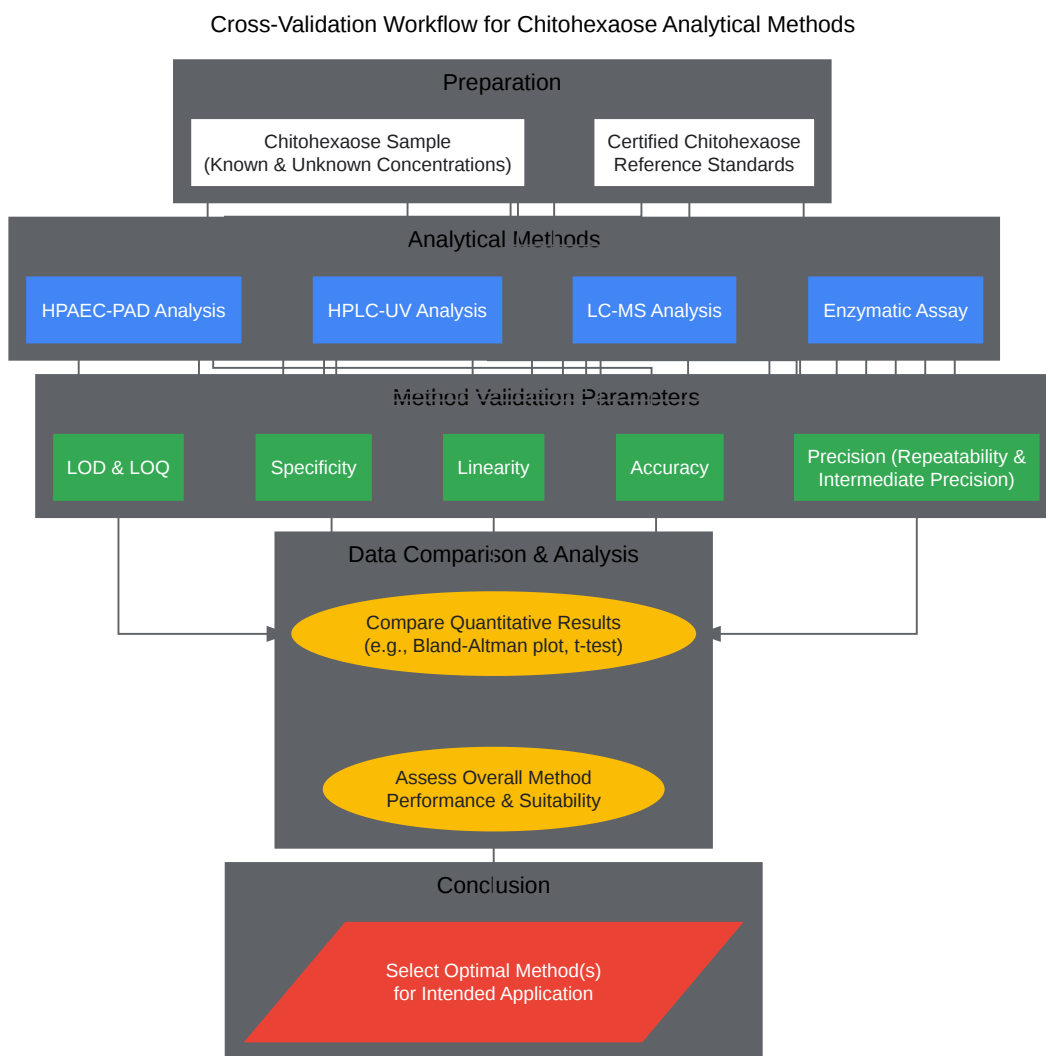 Cross-Validation Workflow for Chitohexaose Analytical Methods
Preparation
Chitohexaose Sample
(Known & Unknown Concentrations)
Certified Chitohexaose
Reference Standards
Analytical Methods
HPAEC-PAD Analysis
HPLC-UV Analysis
LC-MS Analysis
Enzymatic Assay
Method Validation Parameters
LOD & LOQ
Specificity
Linearity
Accuracy
Precision (Repeatability &
Intermediate Precision)
Data Comparison & Analysis
Compare Quantitative Results
(e.g., Bland-Altman plot, t-test)
Assess Overall Method
Performance & Suitability
Conclusion
Select Optimal Method(s)
for Intended Application